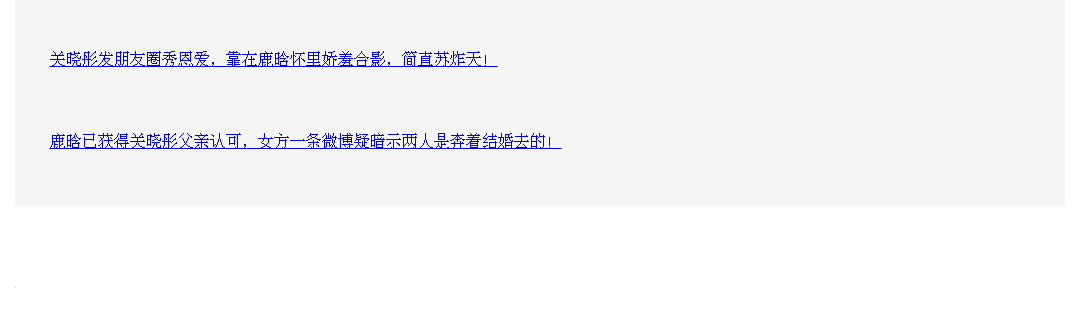 关晓彤发朋友圈秀恩爱，靠在鹿晗怀里娇羞合影，简直苏炸天！
鹿晗已获得关晓彤父亲认可，女方一条微博疑暗示两人是奔着结婚去的！